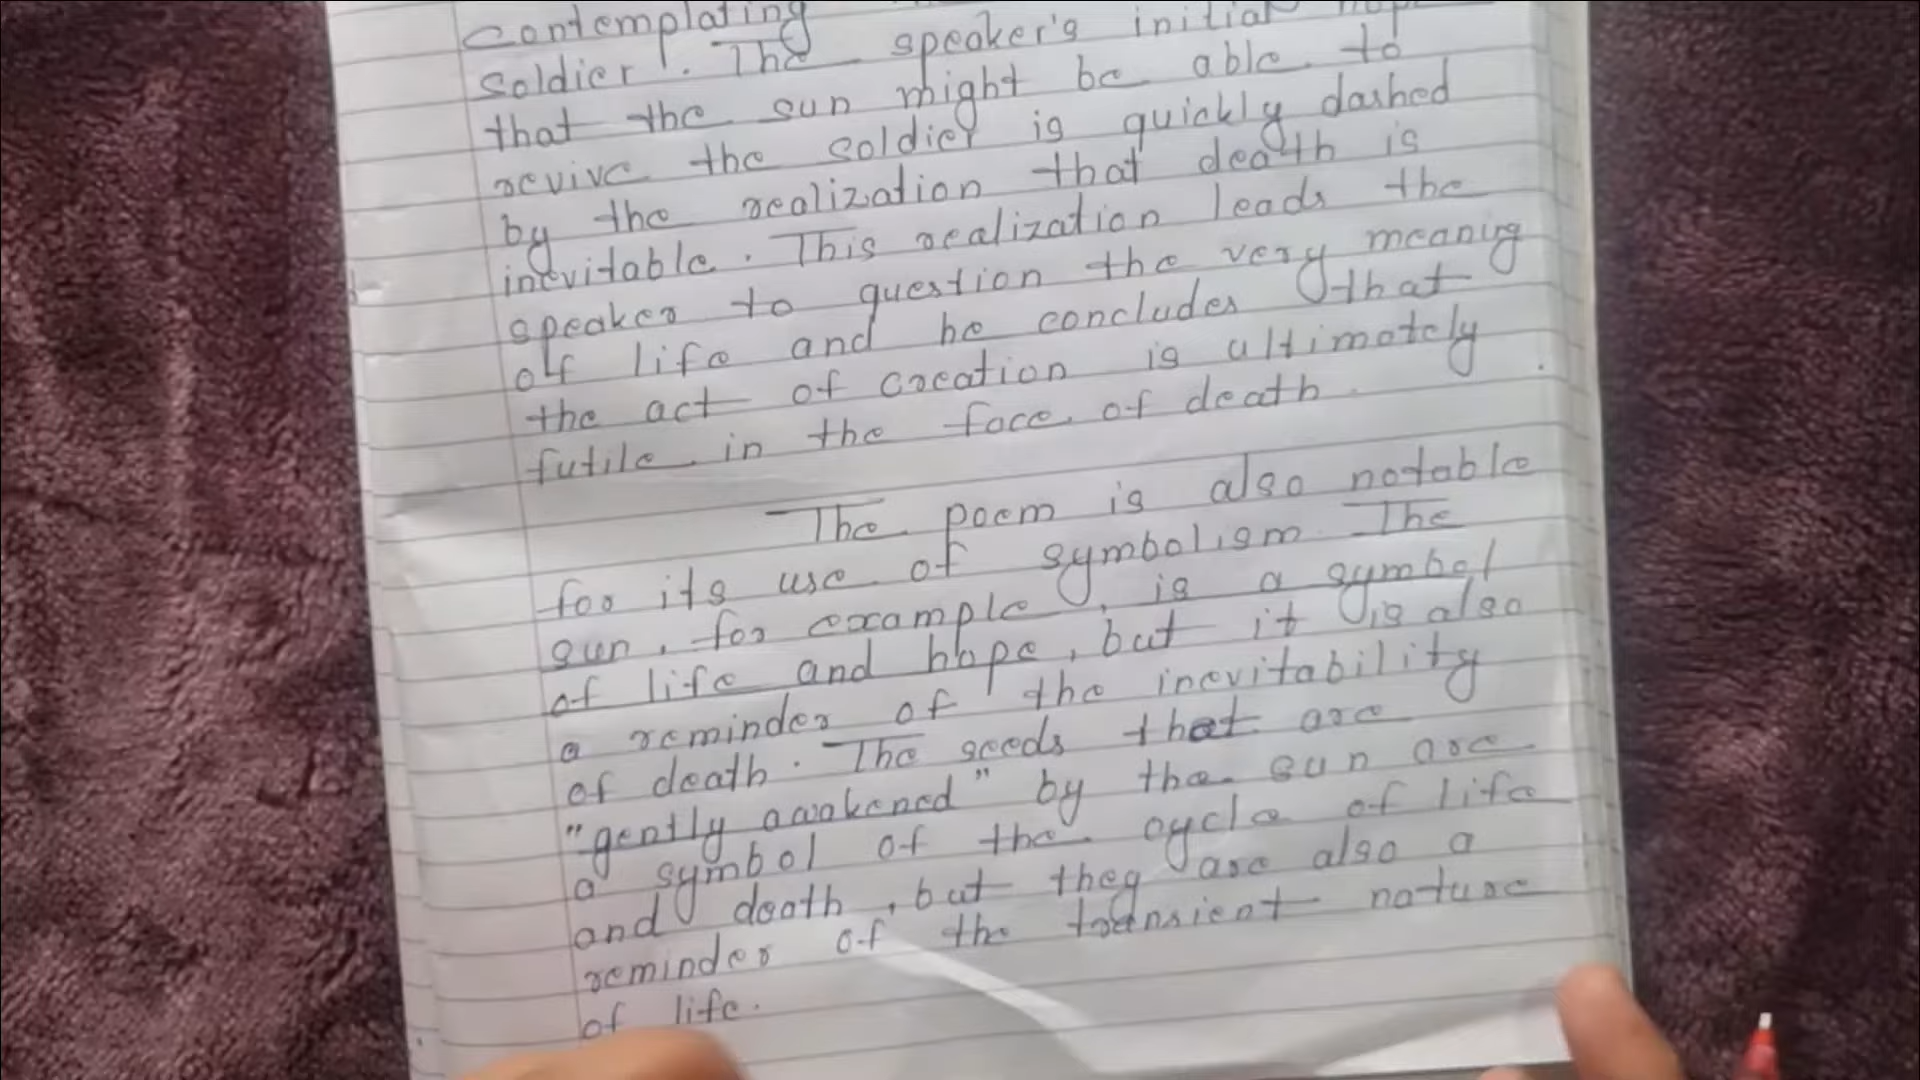 contemplating
soldier'. The speaker's initial hope
that the sun might be able to
revive the soldier is quickly dashed
by the realization that death is
inevitable. This realization leads the
speaker to question the very meaning
of life and he concludes that
the act of creation is ultimately
futile in the face of death.
The poem is also notable
for its use of symbolism. The
sun, for example, is a symbol
of life and hope, but it is also
a reminder of the inevitability
of death. The seeds that are
"gently awakened" by the sun are
a symbol of the cycle of life
and death, but they are also a
reminder of the transient nature
of life.